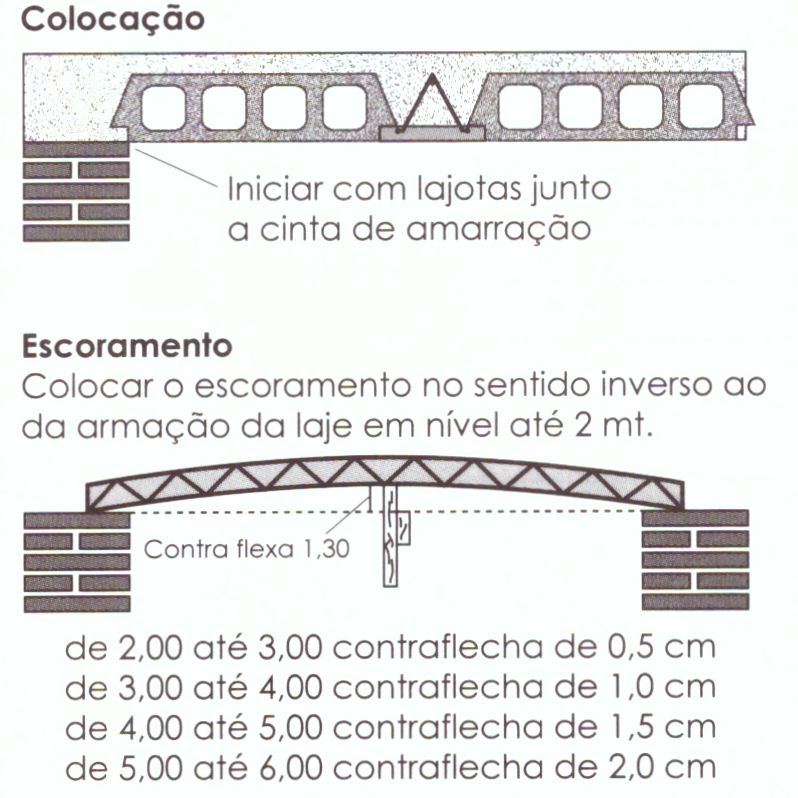 Colocação
Iniciar com lajotas junto
a cinta de amarração
Escoramento
Colocar o escoramento no sentido inverso ao
da armação da laje em nível até 2 mt.
Contra flexa 1,30
de 2,00 até 3,00 contraflecha de 0,5 cm
de 3,00 até 4,00 contraflecha de 1,0 cm
de 4,00 até 5,00 contraflecha de 1,5 cm
de 5,00 até 6,00 contraflecha de 2,0 cm